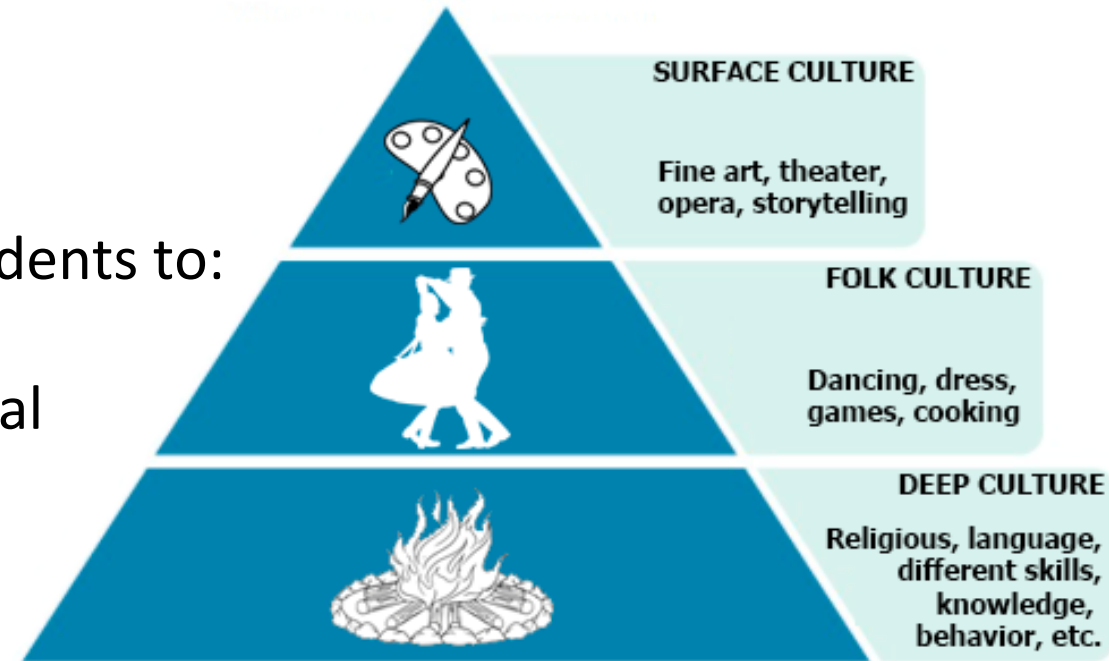 SURFACE CULTURE
Fine art, theater,
opera, storytelling
dents to:
FOLK CULTURE
al
Dancing, dress,
games, cooking
DEEP CULTURE
Religious, language,
different skills,
knowledge,
behavior, etc.